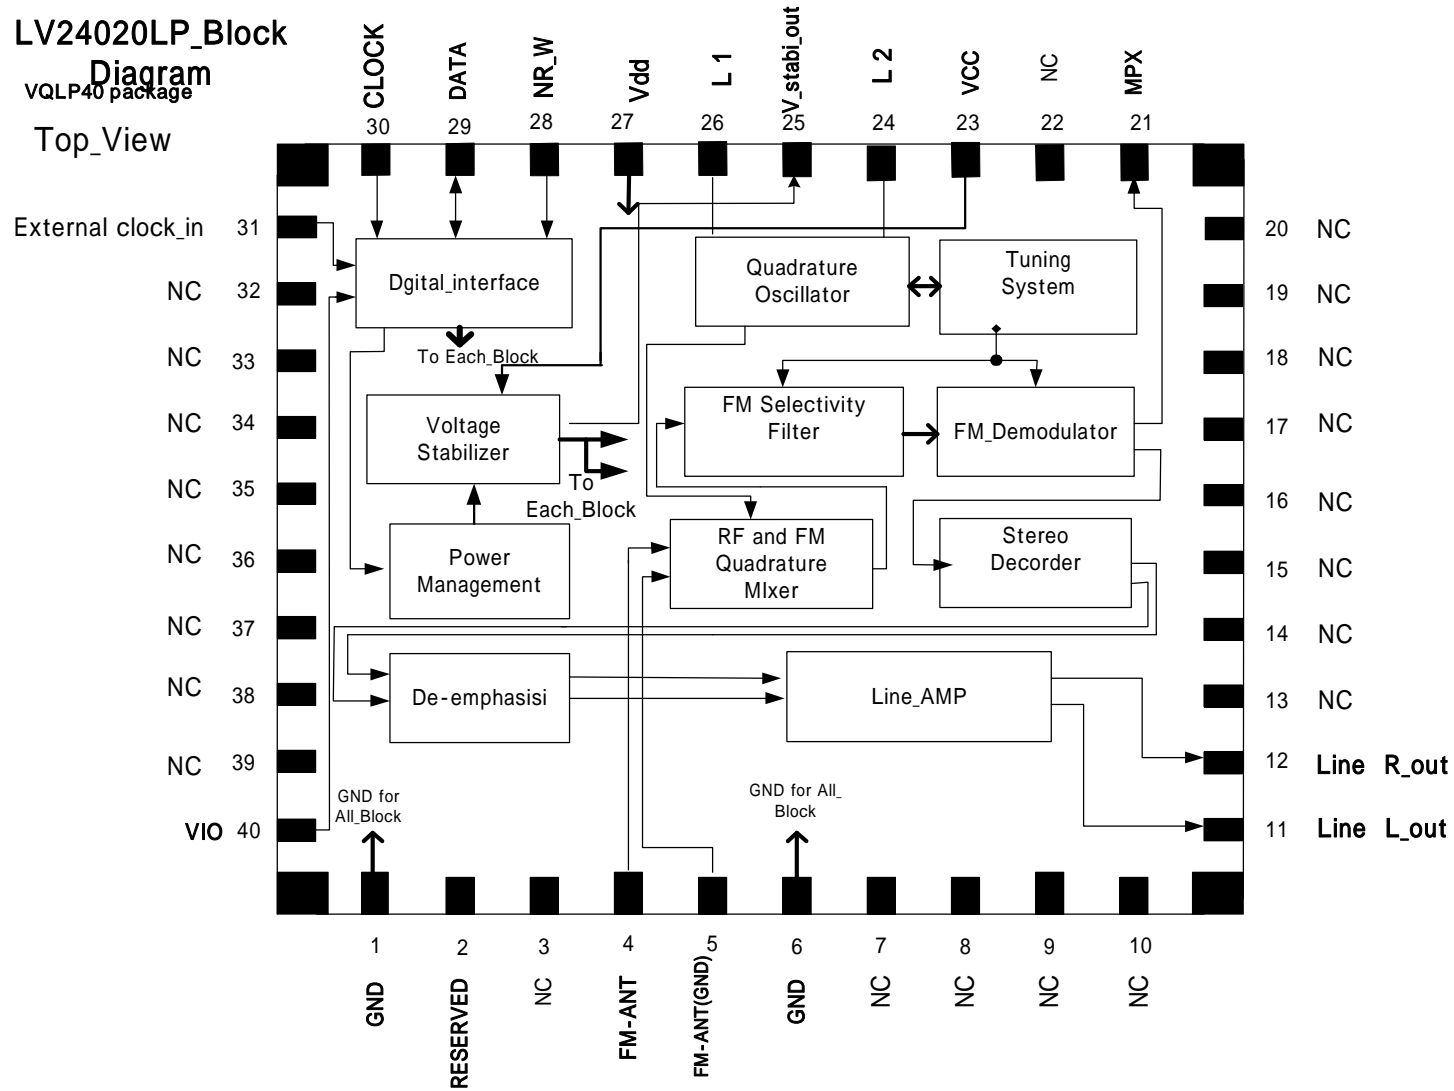 LV24020LP_Block
Diagram
VQLP40 package
Top_View
CLOCK
DATA
NR_W
Vdd
L 1
V_stabi_out
L 2
VCC
NC
MPX
30
29
28
27
26
25
24
23
22
21
External clock_in 31
NC 32
NC 33
NC 34
NC 35
NC 36
NC 37
NC 38
NC 39
VIO 40
20 NC
19 NC
18 NC
17 NC
16 NC
15 NC
14 NC
13 NC
12 Line R_out
11 Line L_out
Dgital_interface
To Each_Block
Quadrature
Oscillator
Tuning
System
Voltage
Stabilizer
To
Each_Block
FM Selectivity
Filter
FM_Demodulator
Power
Management
RF and FM
Quadrature
MIxer
Stereo
Decorder
De-emphasisi
Line_AMP
GND for
All_Block
GND for All_
Block
1
2
3
4
5
6
7
8
9
10
GND
RESERVED
NC
FM-ANT
FM-ANT(GND)
GND
NC
NC
NC
NC